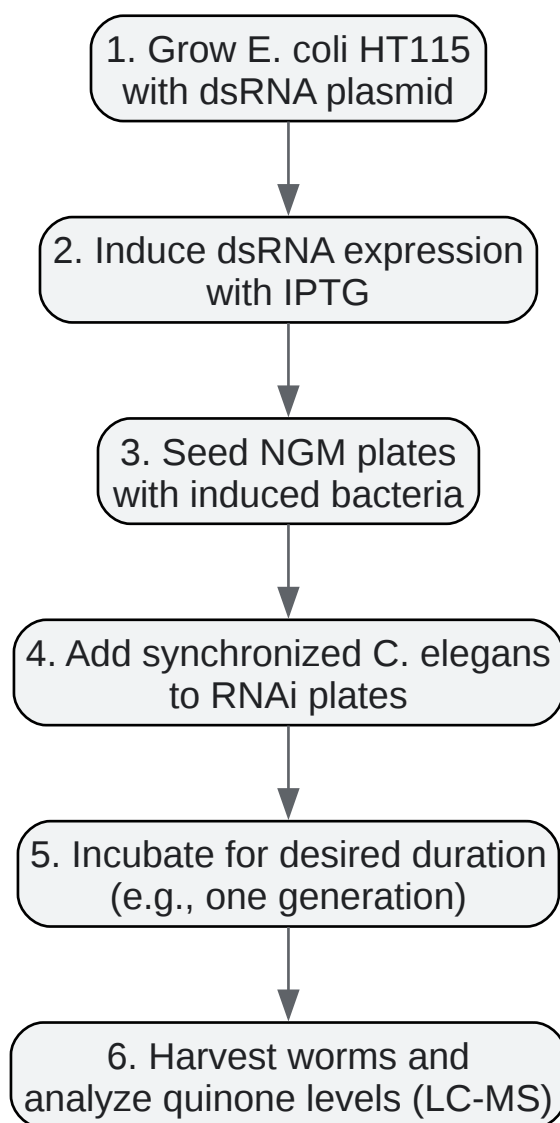 1. Grow E. coli HT115
with dsRNA plasmid
2. Induce dsRNA expression
with IPTG
3. Seed NGM plates
with induced bacteria
4. Add synchronized C. elegans
to RNAi plates
5. Incubate for desired duration
(e.g., one generation)
6. Harvest worms and
analyze quinone levels (LC-MS)